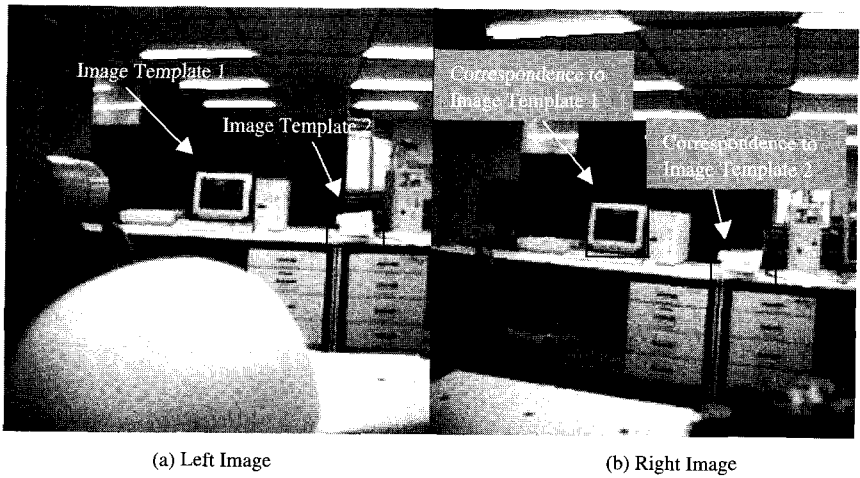 Image Template 1
Image Template 2
Correspondence to
Image Template 1
Correspondence to
Image Template 2
(a) Left Image
(b) Right Image